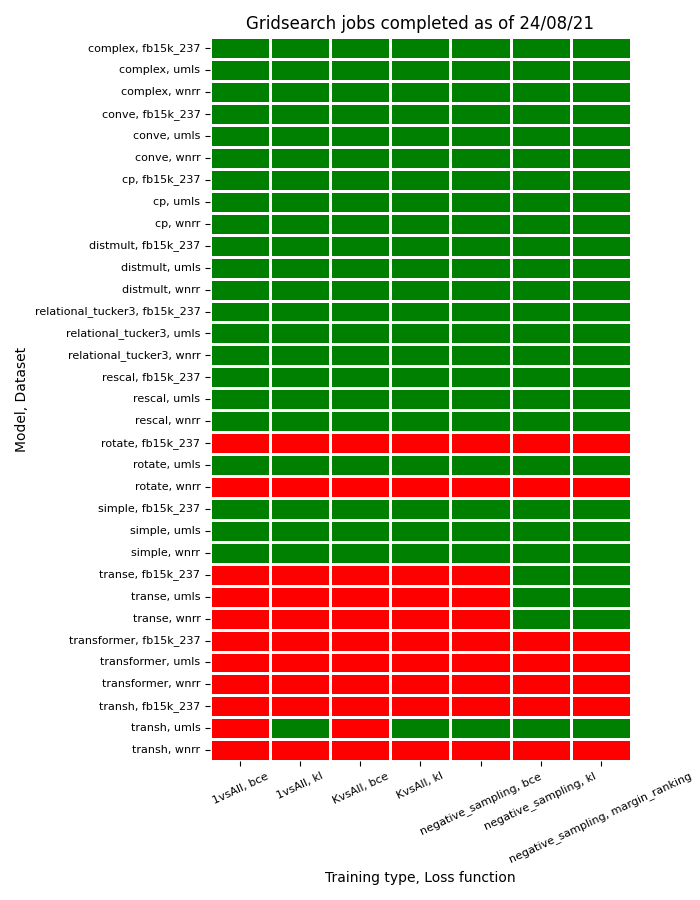 Gridsearch jobs completed as of 24/08/21
complex, fb15k_237
complex, umls
complex, wnrr
conve, fb15k_237
conve, umls
conve, wnrr
cp, fb15k_237
cp, umls
cp, wnrr
distmult, fb15k_237
distmult, umls
distmult, wnrr
relational_tucker3, fb15k_237
relational_tucker3, umls
relational_tucker3, wnrr
rescal, fb15k_237
rescal, umls
rescal, wnrr
rotate, fb15k_237
rotate, umls
rotate, wnrr
simple, fb15k_237
simple, umls
simple, wnrr
transe, fb15k_237
transe, umls
transe, wnrr
transformer, fb15k_237
transformer, umls
transformer, wnrr
transh, fb15k_237
transh, umls
transh, wnrr
Model, Dataset
1vsAll, bce
1vsAll, kl
KvsAll, bce
KvsAll, kl
negative_sampling, bce
negative_sampling, kl
negative_sampling, margin_ranking
Training type, Loss function